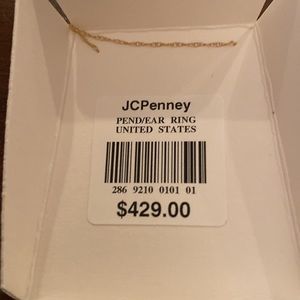 JCPenney
PEND/EAR RING
UNITED STATES
286 9210 0101 01
$429.00